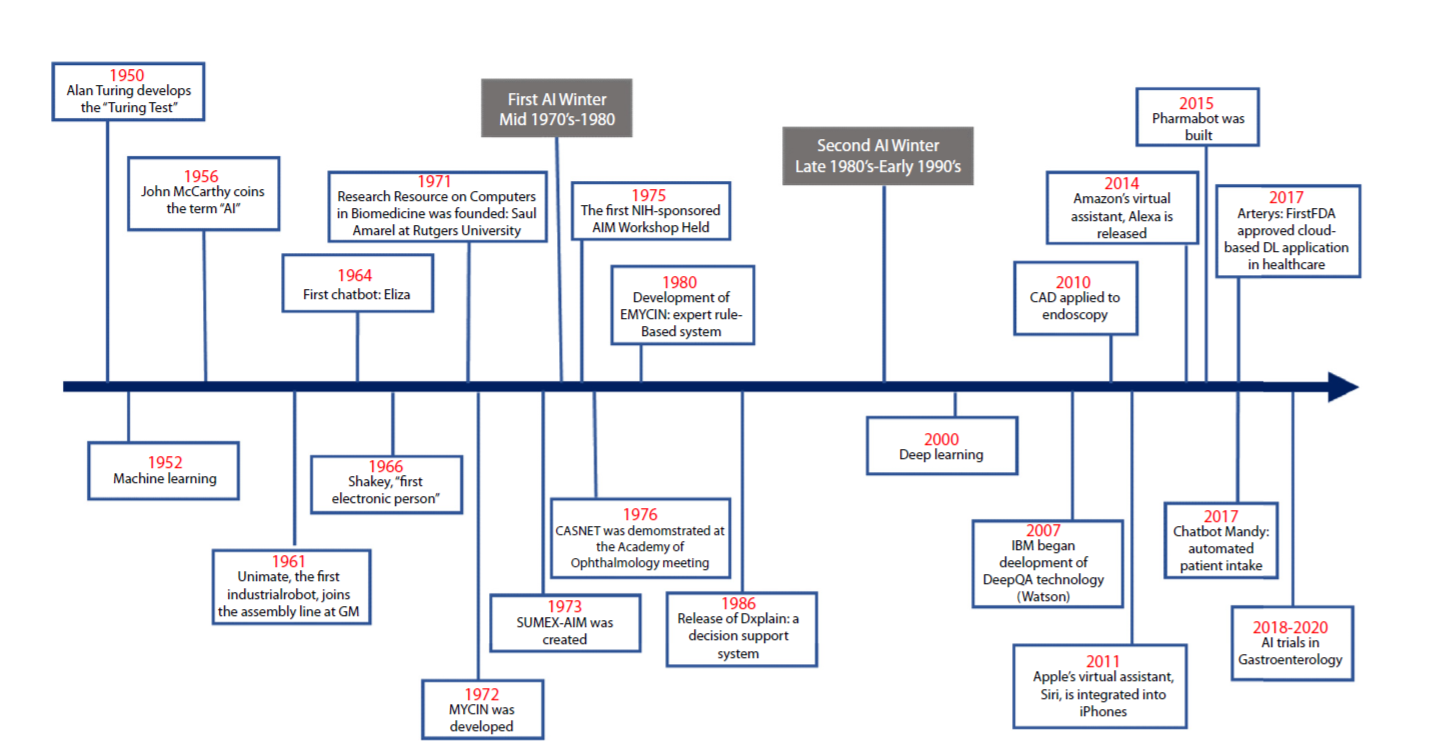 1950
Alan Turing develops
the “Turing Test”
1956
John McCarthy coins
the term “AI”
1964
First chatbot: Eliza
1971
Research Resource on Computers
in Biomedicine was founded: Saul
Amarel at Rutgers University
First AI Winter
Mid 1970's-1980
1975
The first NIH-sponsored
AIM Workshop Held
1980
Development of
EMYCIN: expert rule-
Based system
Second AI Winter
Late 1980's-Early 1990's
2010
CAD applied to
endoscopy
2014
Amazon's virtual
assistant, Alexa is
released
2015
Pharmabot was
built
2017
Arterys: FirstFDA
approved cloud-
based DL application
in healthcare
1952
Machine learning
1961
Unimate, the first
industrialrobot, joins
the assembly line at GM
1966
Shakey, “first
electronic person”
1972
MYCIN was
developed
1973
SUMEX-AIM was
created
1976
CASNET was demomstrated at
the Academy of
Ophthalmology meeting
1986
Release of Dxplain: a
decision support
system
2000
Deep learning
2007
IBM began
deelopment of
DeepQA technology
(Watson)
2011
Apple's virtual assistant,
Siri, is integrated into
iPhones
2017
Chatbot Mandy:
automated
patient intake
2018-2020
AI trials in
Gastroenterology